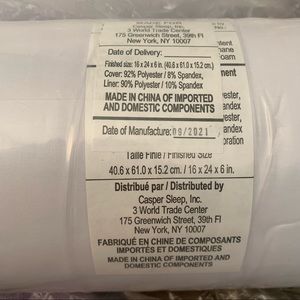 MADE FOR
Casper Sleep, Inc.
3 World Trade Center
175 Greenwich Street, 39th Fl
New York, NY 10007
Date of Delivery:
Finished size: 16 x 24 x 6 in. (40.6 x 61.0 x 15.2 cm.)
Cover: 92% Polyester / 8% Spandex,
Liner: 90% Polyester / 10% Spandex
MADE IN CHINA OF IMPORTED
AND DOMESTIC COMPONENTS
Date of Manufacture: 09/2021
Taille Finie / Finished Size
40.6 x 61.0 x 15.2 cm / 16 x 24 x 6 in.
Distribué par / Distributed by
Casper Sleep, Inc.
3 World Trade Center
175 Greenwich Street, 39th Fl
New York, NY 10007
FABRIQUÉ EN CHINE DE COMPOSANTS
IMPORTÉS ET DOMESTIQUES
MADE IN CHINA OF IMPORTED AND
DOMESTIC COMPONENTS